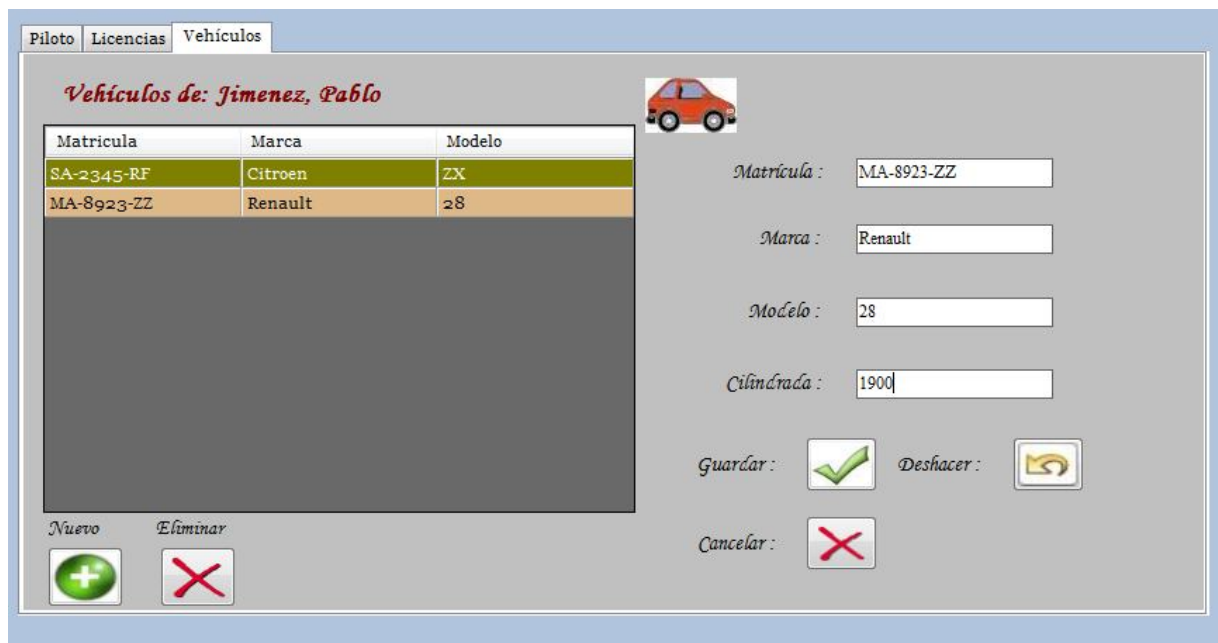 Piloto Licencias Vehículos
Vehículos de: Jimenez, Pablo
Matricula Marca Modelo
SA-2345-RF Citroen ZX
MA-8923-ZZ Renault 28
Matrícula : MA-8923-ZZ
Marca : Renault
Modelo : 28
Cilindrada : 1900
Guardar : Deshacer :
Cancelar :
Nuevo Eliminar